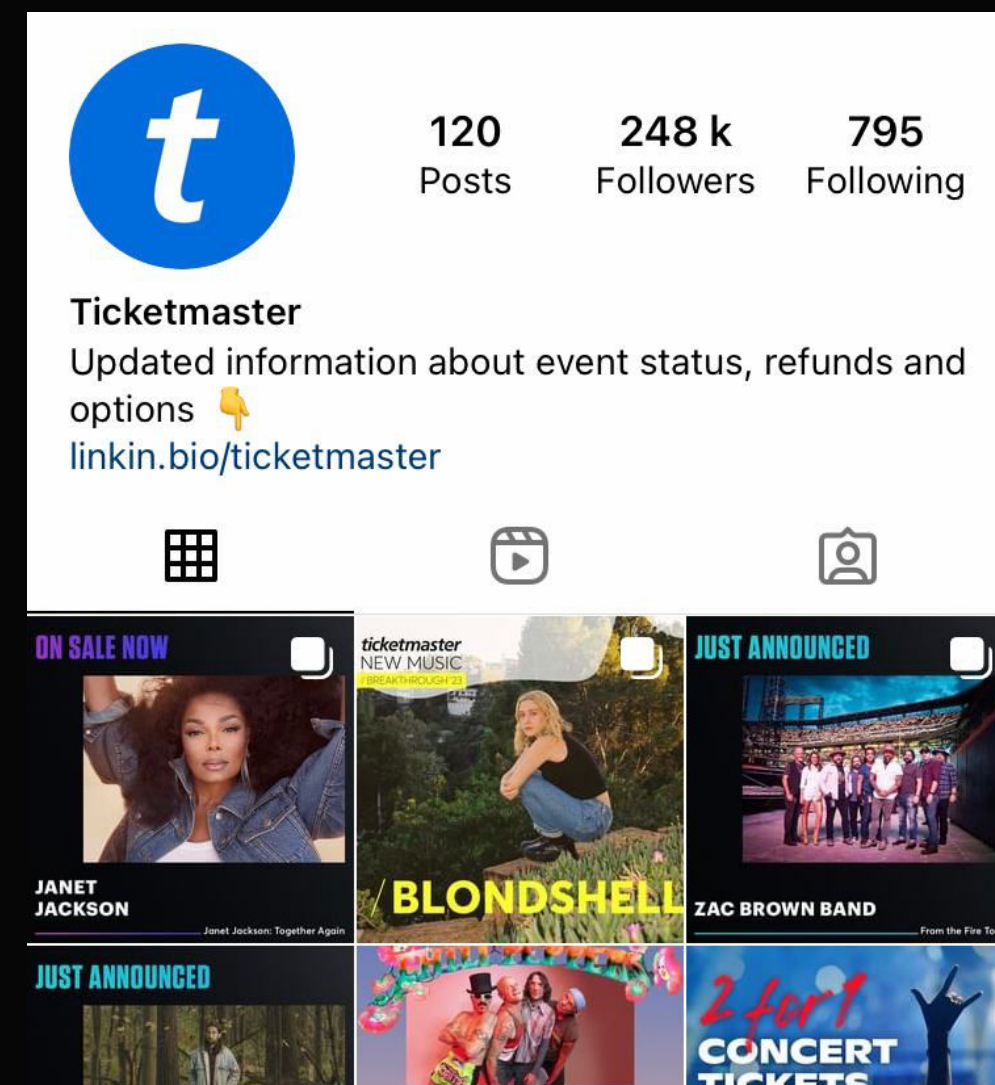 t
120
248 k
795
Posts
Followers
Following
Ticketmaster
Updated information about event status, refunds and
options 👇
linkin.bio/ticketmaster
ON SALE NOW
JANET
JACKSON
Janet Jackson: Together Again
ticketmaster
NEW MUSIC
/ BREAKTHROUGH '23
/ BLONDSHELL
JUST ANNOUNCED
ZAC BROWN BAND
From the Fire To
JUST ANNOUNCED
2 for 1
CONCERT
TICKETS